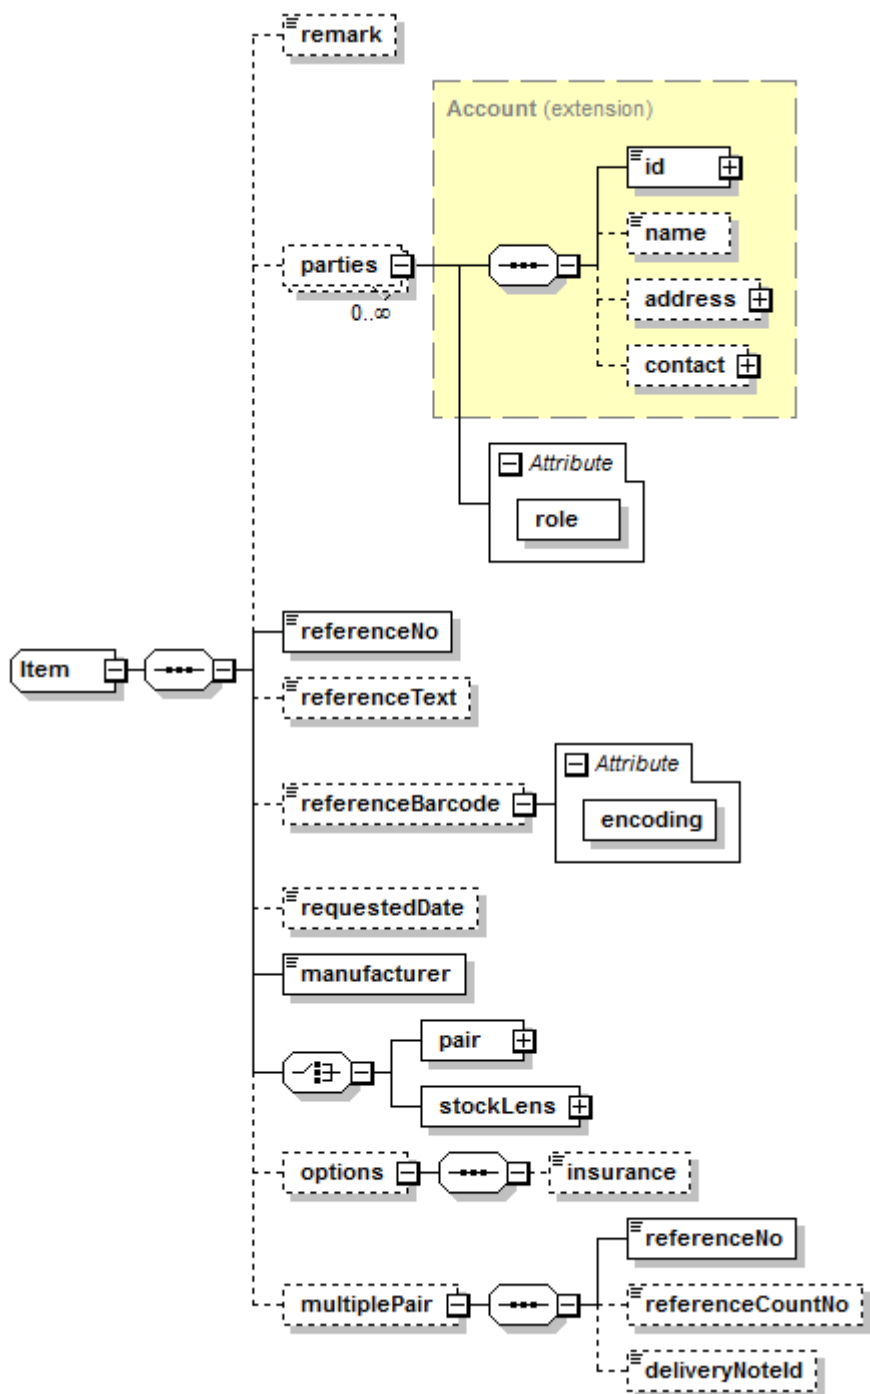 remark
Account (extension)
id
name
parties
0..∞
address
contact
Attribute
role
referenceNo
Item
referenceText
Attribute
referenceBarcode
encoding
requestedDate
manufacturer
pair
stockLens
options
insurance
referenceNo
multiplePair
referenceCountNo
deliveryNoteId